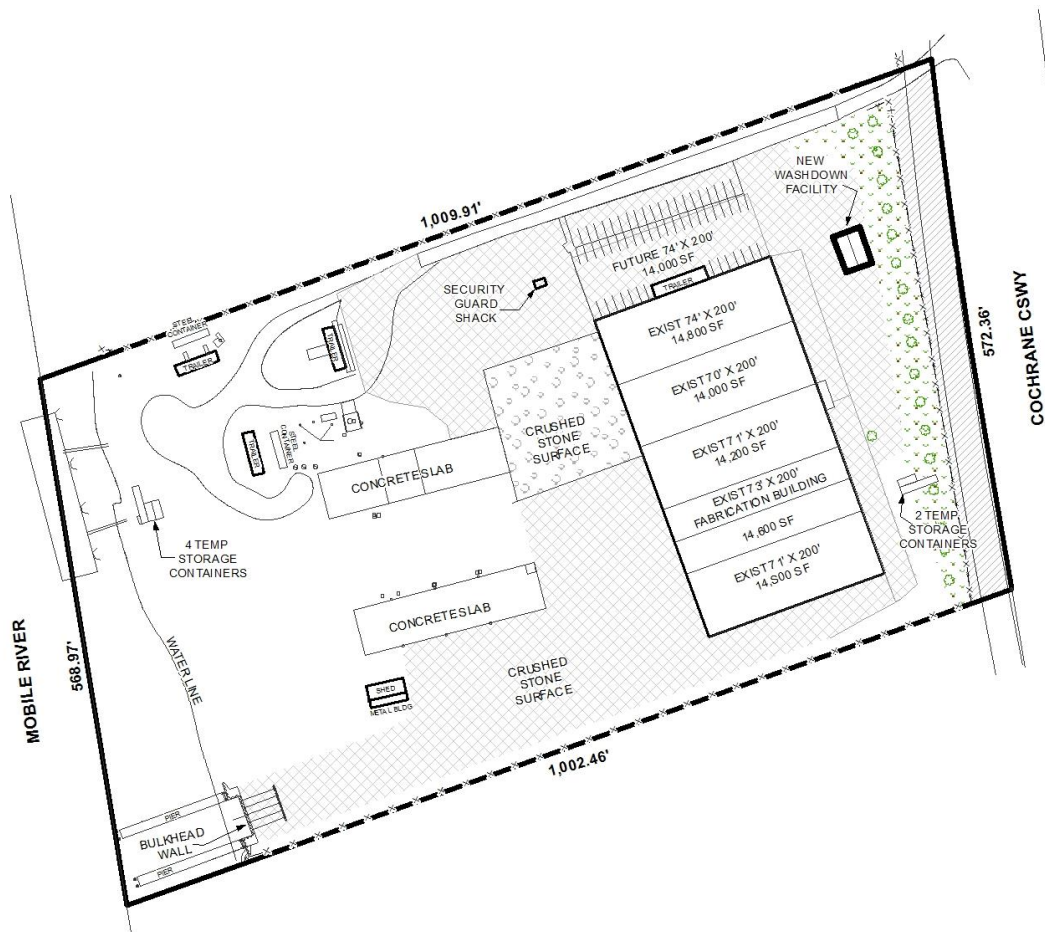 1,009.91'
NEW
WASHDOWN
FACILITY
FUTURE 74' X 200'
14,000 SF
SECURITY
GUARD
SHACK
TRAILER
STEEL
CONTAINER
TRAILER
TRAILER
EXIST 74' X 200'
14,800 SF
572.36'
COCHRANE CSWY
EXIST 70' X 200'
14,000 SF
CRUSHED
STONE
SURFACE
EXIST 71' X 200'
14,200 SF
TRAILER
STEEL
CONTAINER
CONCRETE SLAB
EXIST 73' X 200'
FABRICATION BUILDING
14,600 SF
2 TEMP
STORAGE
CONTAINERS
4 TEMP
STORAGE
CONTAINERS
EXIST 71' X 200'
14,S00 SF
CONCRETE SLAB
MOBILE RIVER
568.97'
WATER LINE
CRUSHED
STONE
SURFACE
SHED
METAL BLDG
1,002.46'
PIER
BULKHEAD
WALL
PIER